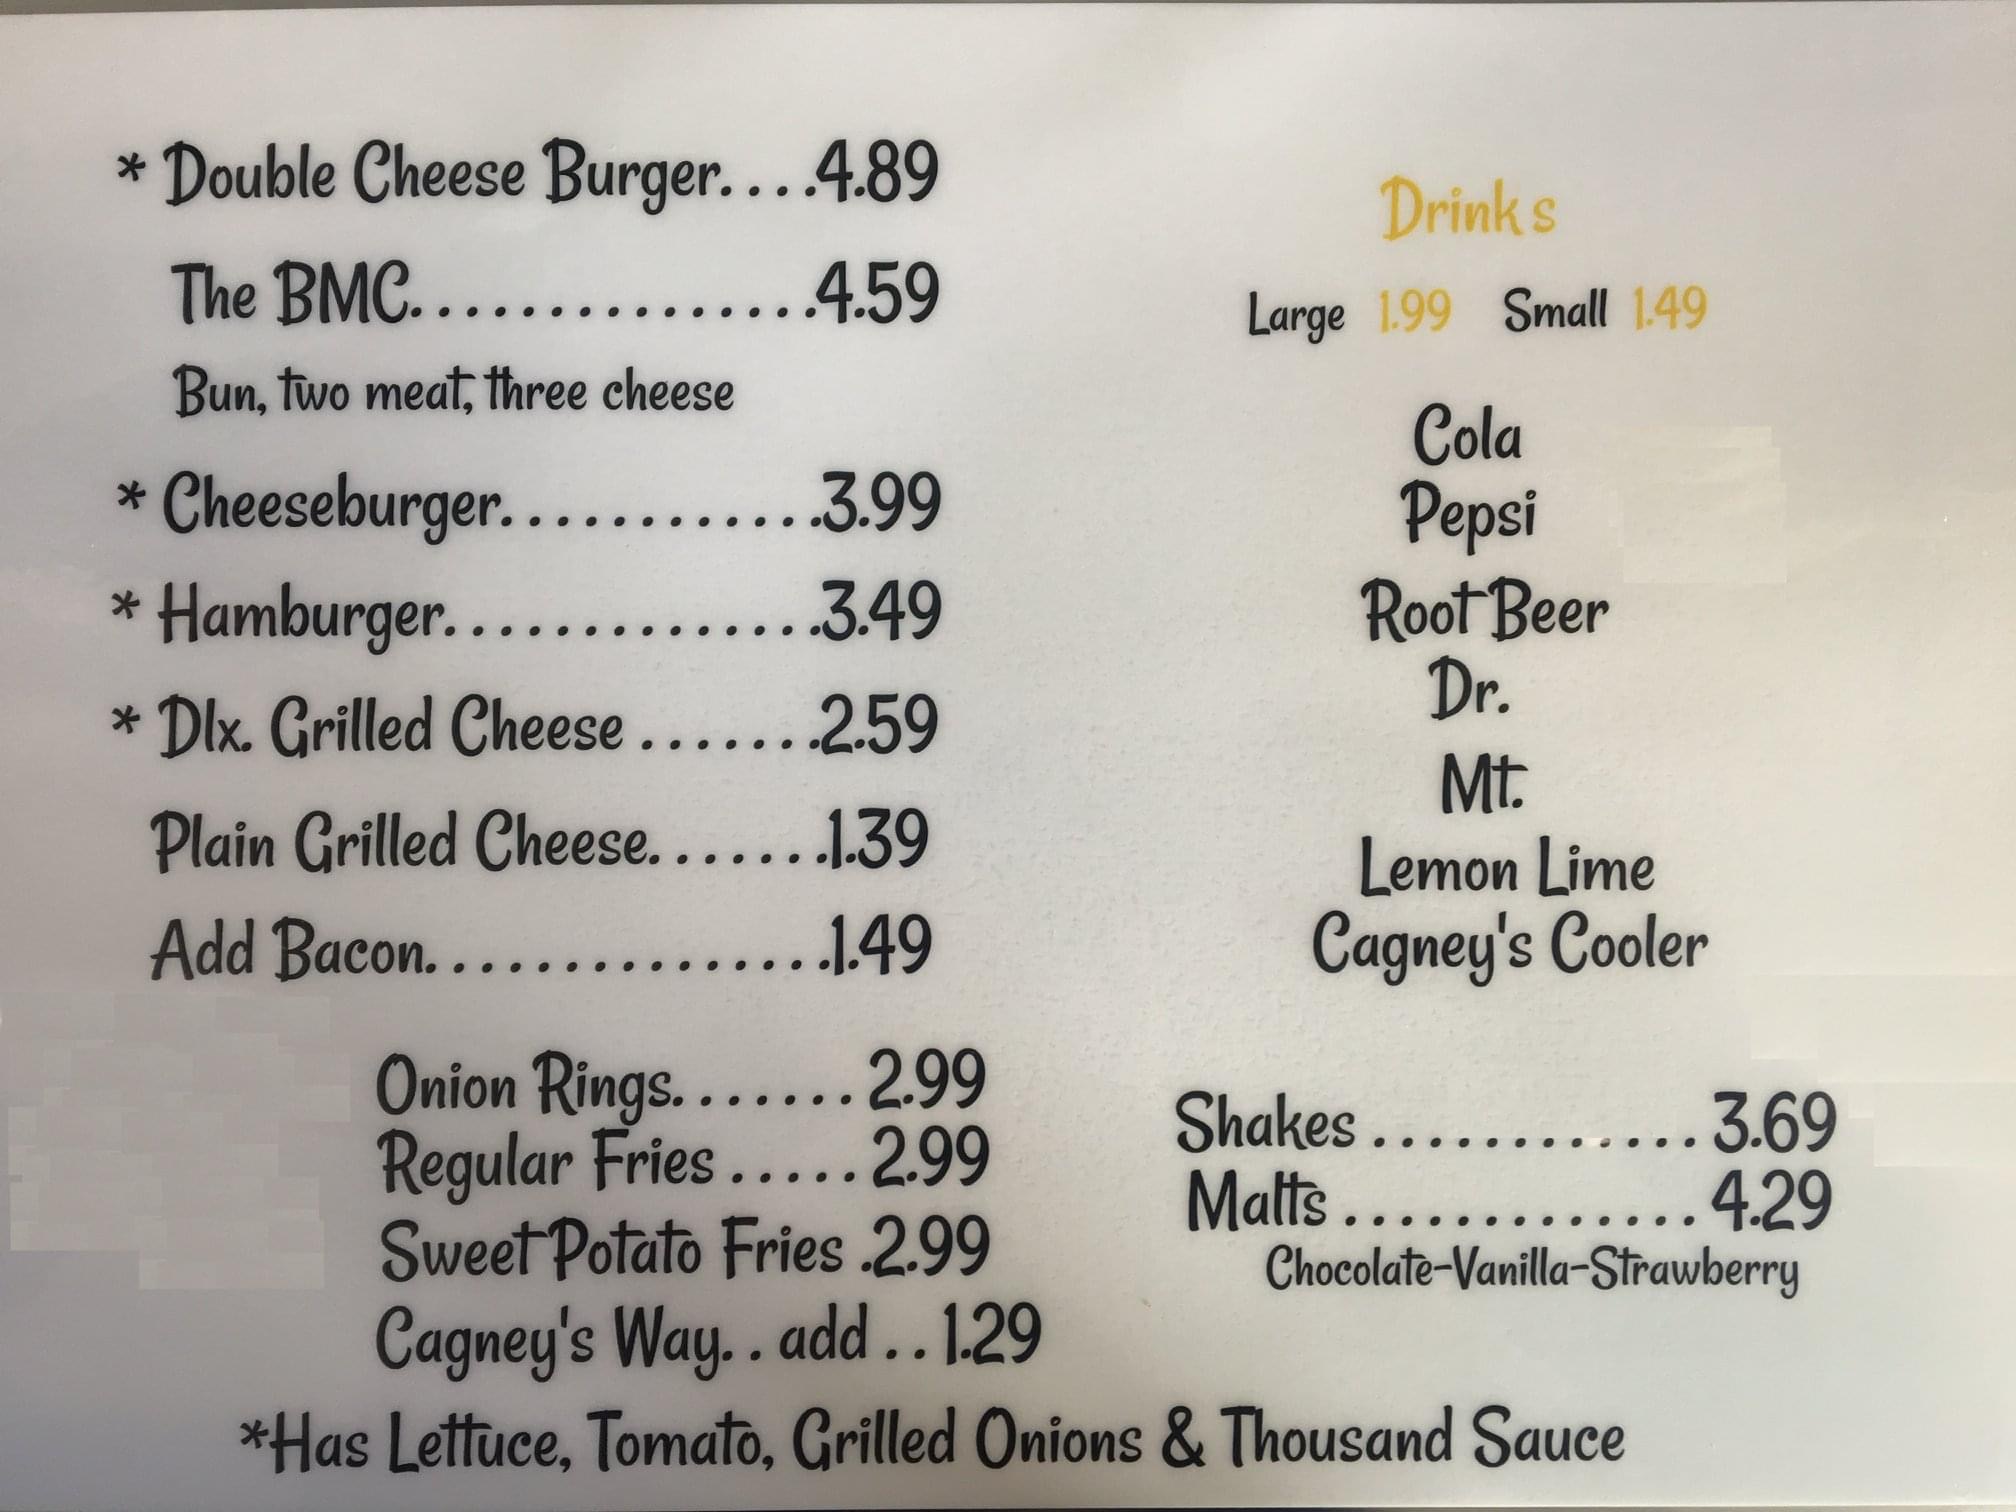 * Double Cheese Burger....4.89
The BMC...............4.59
Bun, two meat, three cheese
* Cheeseburger............3.99
* Hamburger..............3.49
* Dlx. Grilled Cheese .......2.59
Plain Grilled Cheese.......1.39
Add Bacon...............1.49
Onion Rings....... 2.99
Regular Fries ..... 2.99
Sweet Potato Fries .2.99
Cagney's Way. . add . . 1.29
Drinks
Large 1.99 Small 1.49
Cola
Pepsi
Root Beer
Dr.
Mt.
Lemon Lime
Cagney's Cooler
Shakes ............ 3.69
Malts ............. 4.29
Chocolate-Vanilla-Strawberry
*Has Lettuce, Tomato, Grilled Onions & Thousand Sauce